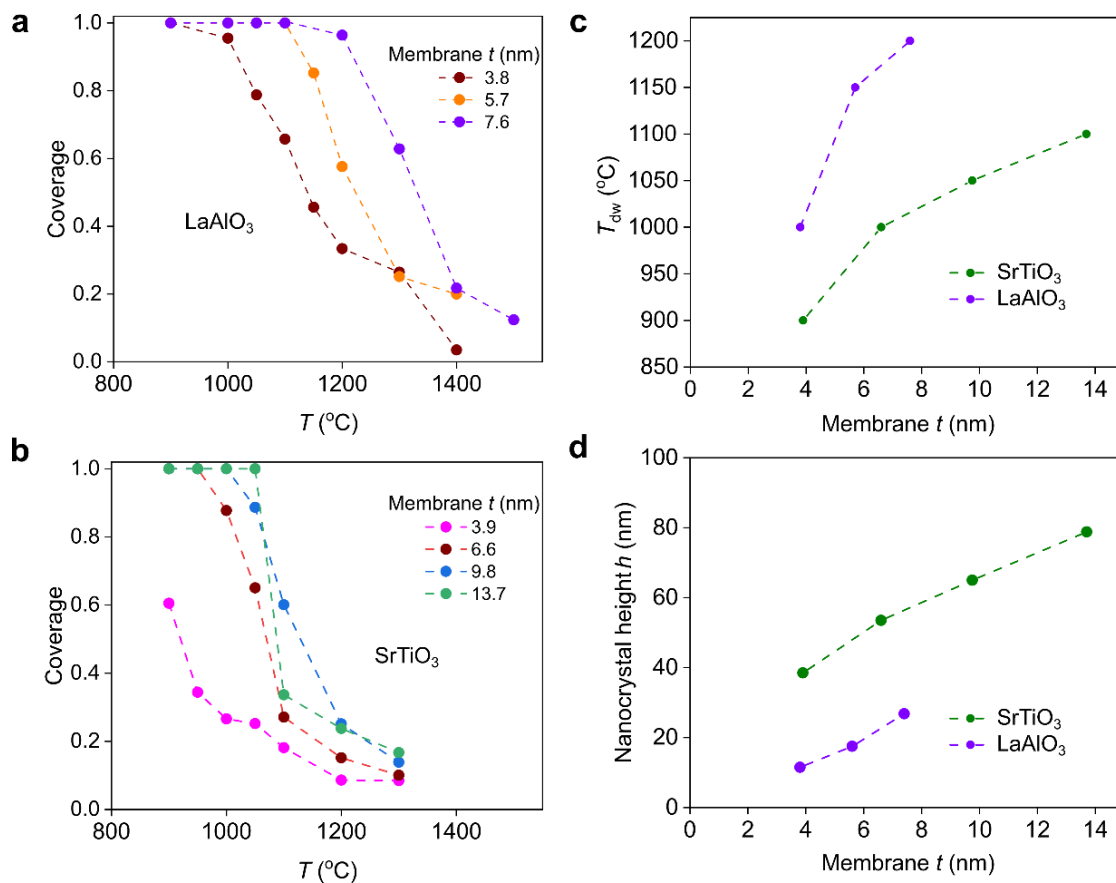 a
1.0
0.8
0.6
0.4
0.2
0.0
Coverage
Membrane t (nm)
3.8
5.7
7.6
LaAlO₃
800
1000
1200
1400
T (°C)
b
1.0
0.8
0.6
0.4
0.2
0.0
Coverage
Membrane t (nm)
3.9
6.6
9.8
13.7
SrTiO₃
800
1000
1200
1400
T (°C)
c
1200
1150
1100
1050
1000
950
900
850
T_dw (°C)
SrTiO₃
LaAlO₃
0
2
4
6
8
10
12
14
Membrane t (nm)
d
100
80
60
40
20
0
Nanocrystal height h (nm)
SrTiO₃
LaAlO₃
0
2
4
6
8
10
12
14
Membrane t (nm)